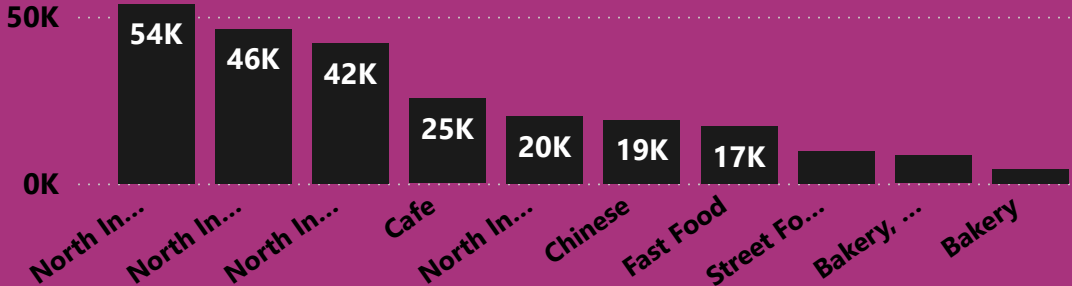 50K
54K
46K
42K
25K
20K
19K
17K
0K
North In...
North In...
North In...
Cafe
North In...
Chinese
Fast Food
Street Fo...
Bakery, ...
Bakery